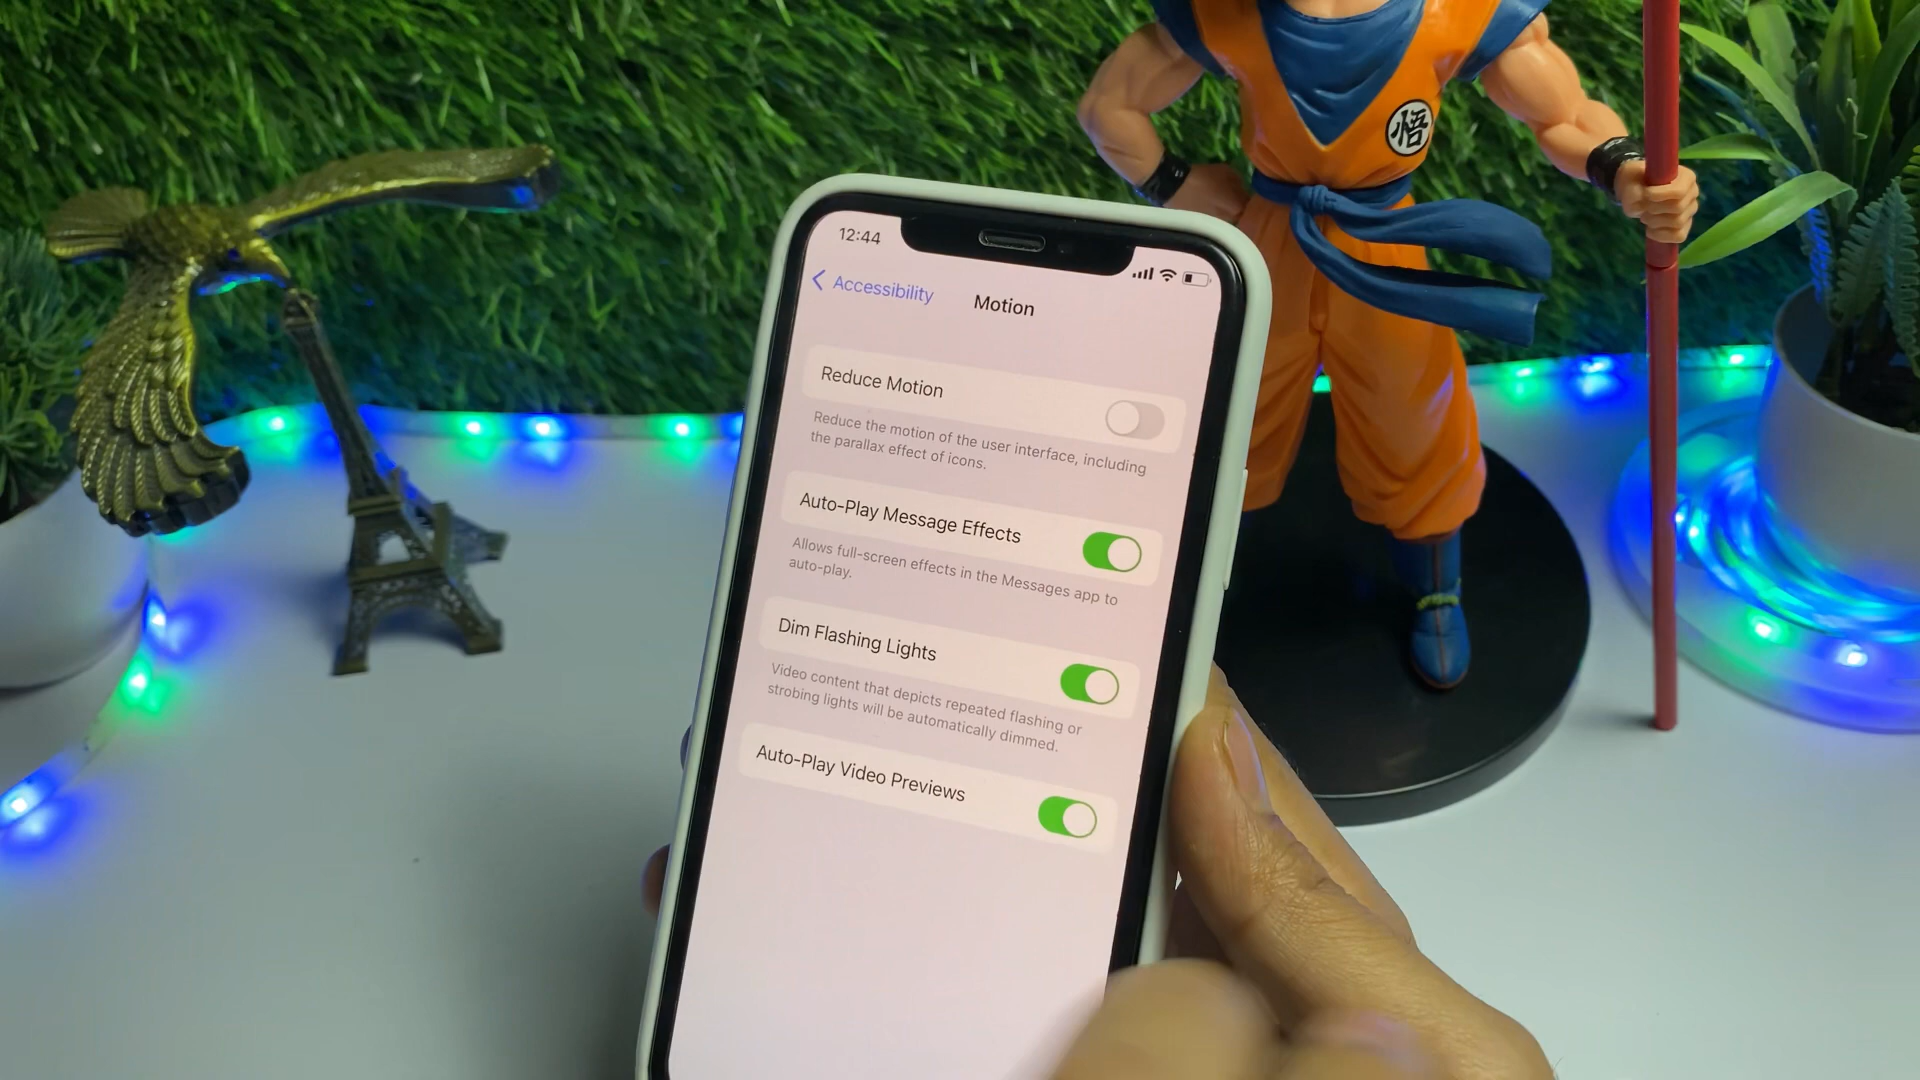 悟
12:44
Accessibility
Motion
Reduce Motion
Reduce the motion of the user interface, including
the parallax effect of icons.
Auto-Play Message Effects
Allows full-screen effects in the Messages app to
auto-play.
Dim Flashing Lights
Video content that depicts repeated flashing or
strobing lights will be automatically dimmed.
Auto-Play Video Previews